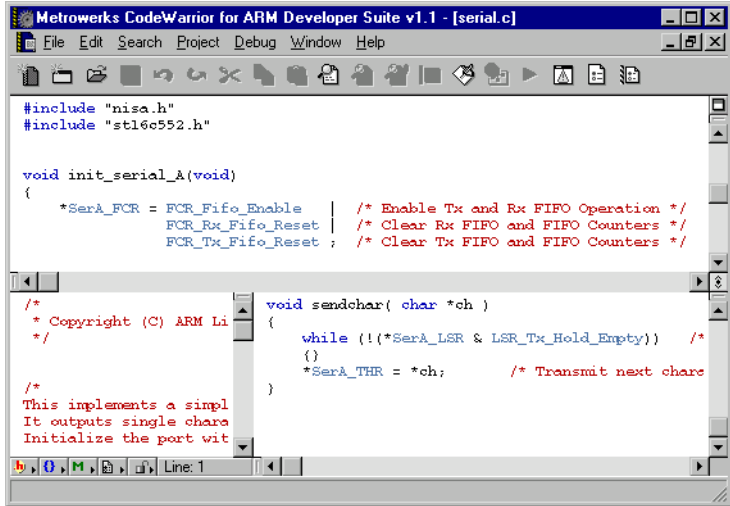 Metrowerks CodeWarrior for ARM Developer Suite v1.1 - [serial.c]
File Edit Search Project Debug Window Help
#include "nisa.h"
#include "st16c552.h"
void init_serial_A(void)
{
*SerA_FCR = FCR_Fifo_Enable | /* Enable Tx and Rx FIFO Operation */
FCR_Rx_Fifo_Reset | /* Clear Rx FIFO and FIFO Counters */
FCR_Tx_Fifo_Reset ; /* Clear Tx FIFO and FIFO Counters */
/*
* Copyright (C) ARM Li
*/
/*
This implements a simpl
It outputs single chara
Initialize the port wit
void sendchar( char *ch )
{
while (!(*SerA_LSR & LSR_Tx_Hold_Empty)) /*
{}
*SerA_THR = *ch; /* Transmit next chara
}
Line: 1